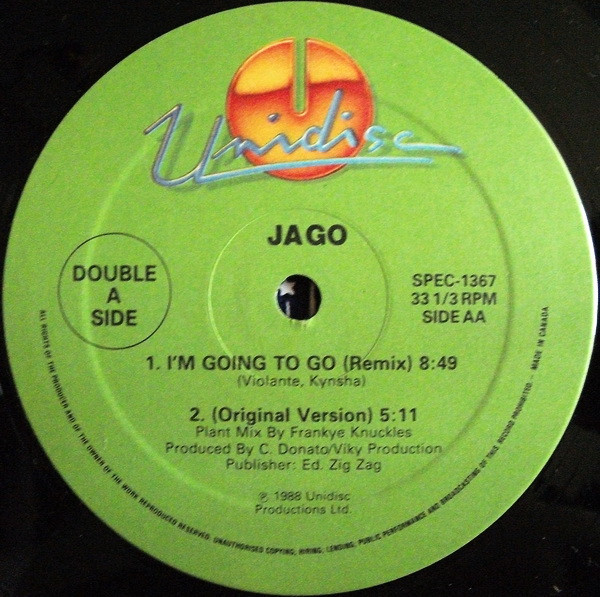 Unidisc
JAGO
DOUBLE
A
SIDE
SPEC-1367
33 1/3 RPM
SIDE AA
1. I'M GOING TO GO (Remix) 8:49
(Violante, Kynsha)
2. (Original Version) 5:11
Plant Mix By Frankye Knuckles
Produced By C. Donato/Viky Production
Publisher: Ed. Zig Zag
℗ 1988 Unidisc
Productions Ltd.
ALL RIGHTS OF THE PRODUCER AND OF THE OWNER OF THE WORK REPRODUCED RESERVED. UNAUTHORISED COPYING, HIRING, LENDING, PUBLIC PERFORMANCE AND BROADCASTING OF THIS RECORD PROHIBITED. - MADE IN CANADA